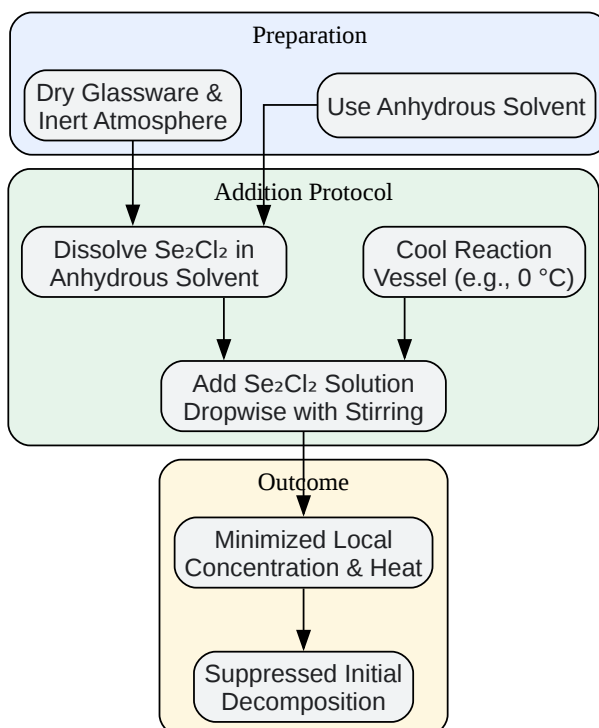 Preparation
Dry Glassware &
Inert Atmosphere
Use Anhydrous Solvent
Addition Protocol
Dissolve Se₂Cl₂ in
Anhydrous Solvent
Cool Reaction
Vessel (e.g., 0 °C)
Add Se₂Cl₂ Solution
Dropwise with Stirring
Outcome
Minimized Local
Concentration & Heat
Suppressed Initial
Decomposition